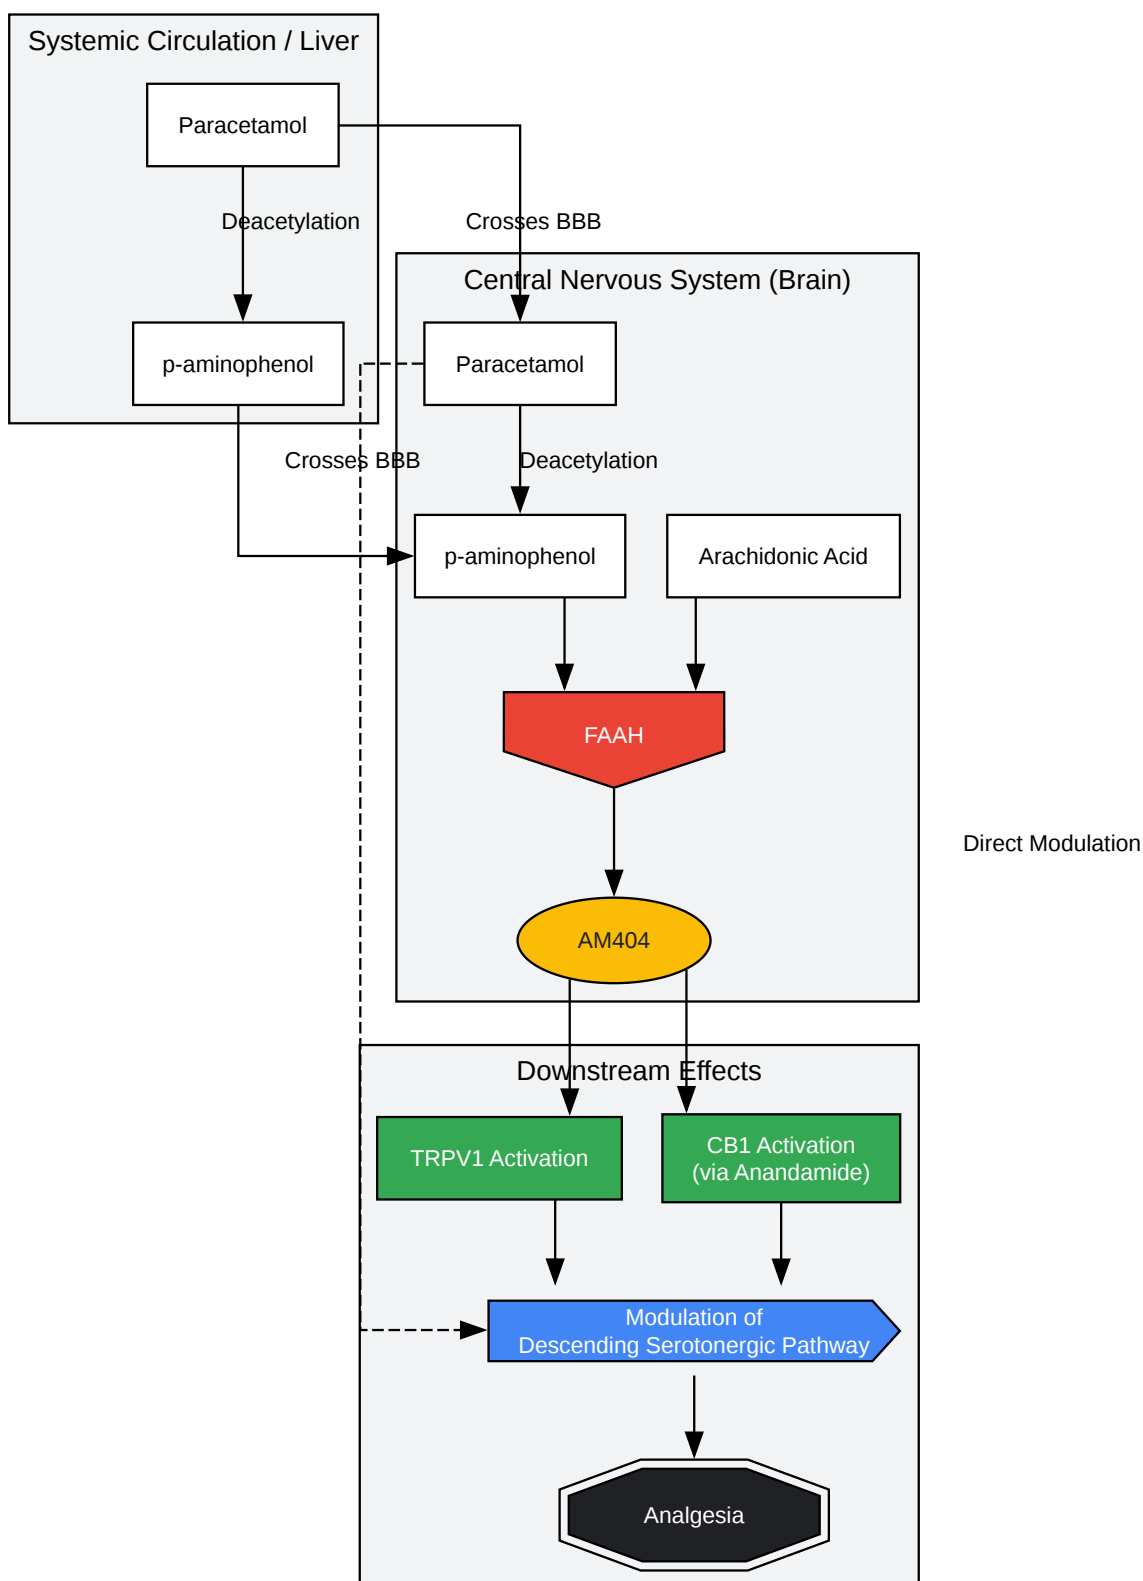 Systemic Circulation / Liver
Paracetamol
Deacetylation
Crosses BBB
Central Nervous System (Brain)
p-aminophenol
Paracetamol
Crosses BBB
Deacetylation
p-aminophenol
Arachidonic Acid
FAAH
Direct Modulation
AM404
Downstream Effects
TRPV1 Activation
CB1 Activation
(via Anandamide)
Modulation of
Descending Serotonergic Pathway
Analgesia